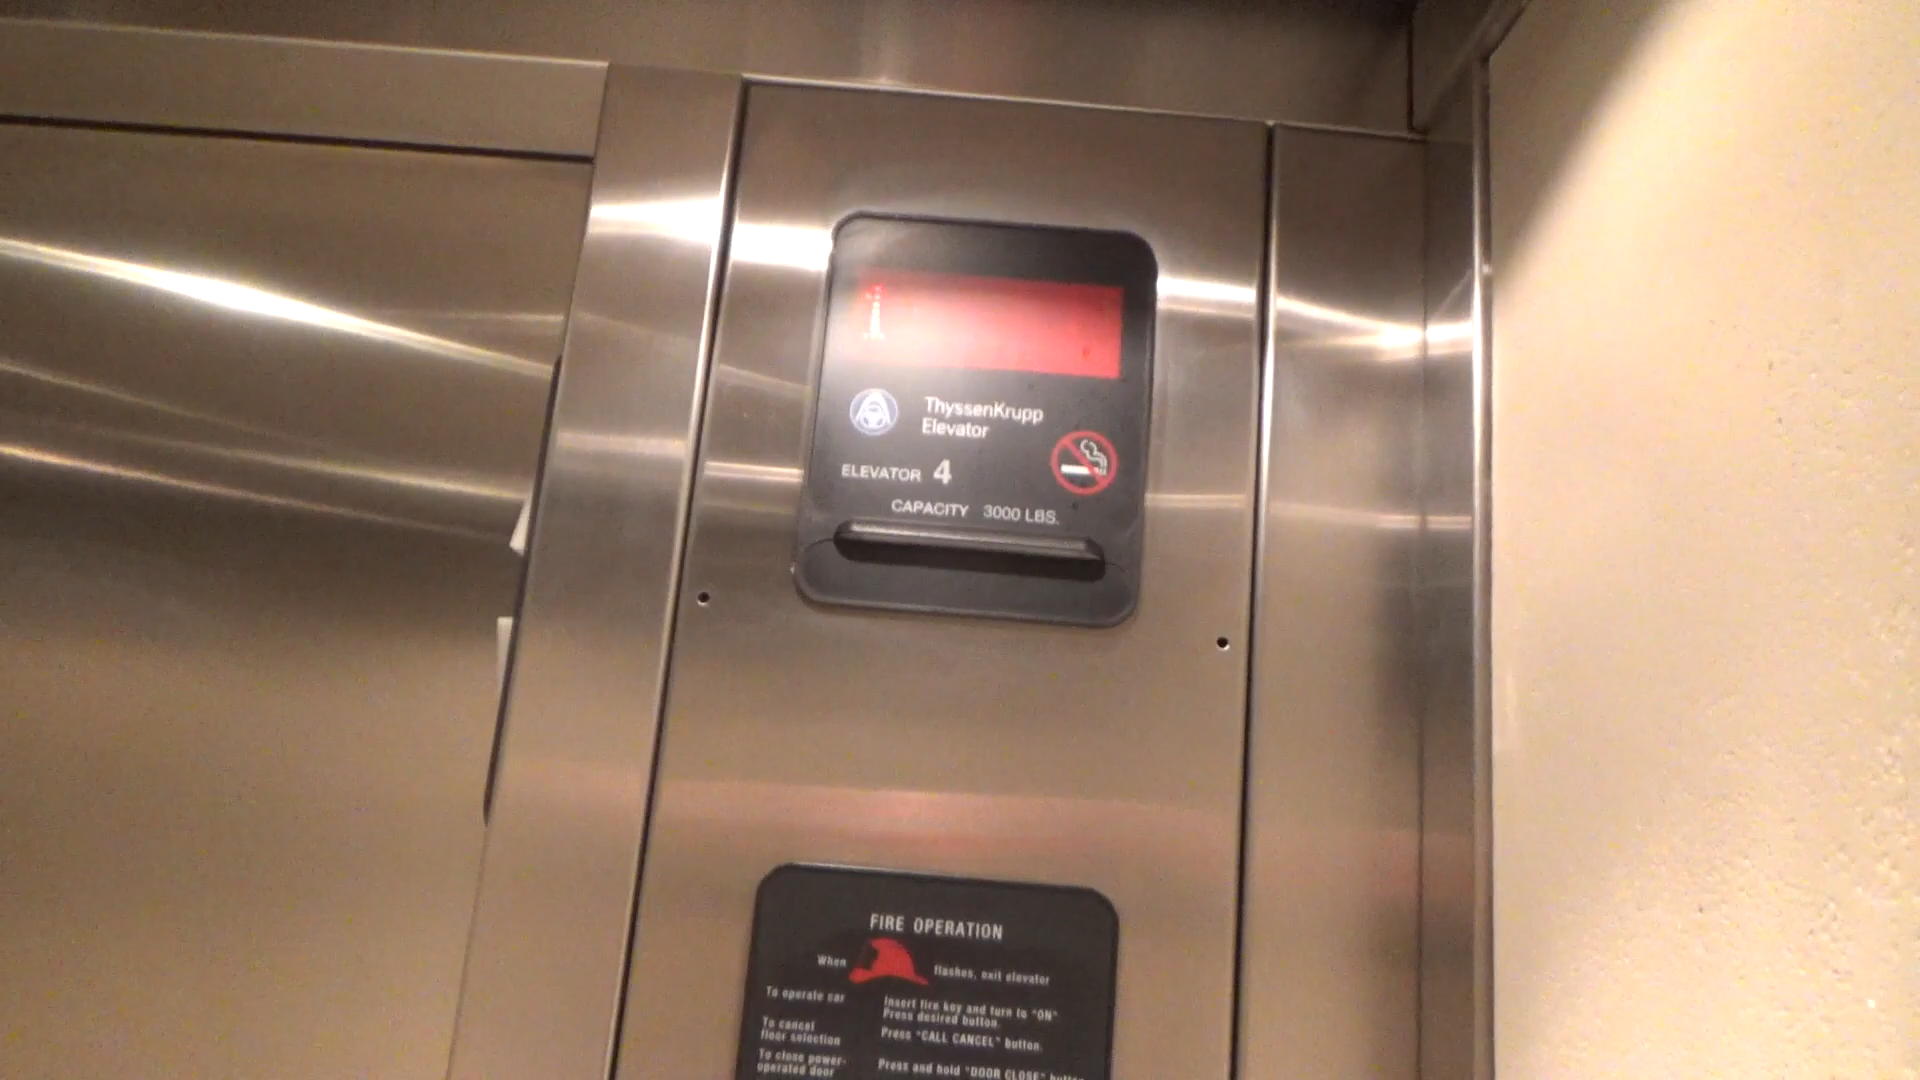 ThyssenKrupp
Elevator
ELEVATOR 4
CAPACITY 3000 LBS.
FIRE OPERATION
When flashes, exit elevator
To operate car
Insert fire key and turn to "ON"
Press desired button.
To cancel
floor selection
Press "CALL CANCEL" button.
To close power-
operated door
Press and hold "DOOR CLOSE" button